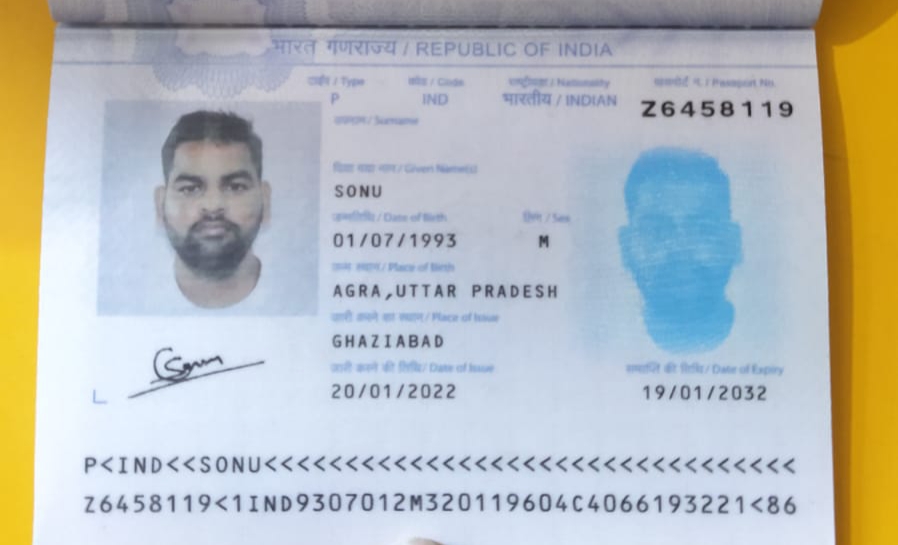 भारत गणराज्य / REPUBLIC OF INDIA
टाईप / Type कोड / Code राष्ट्रीयता / Nationality पासपोर्ट नं. / Passport No.
P IND भारतीय / INDIAN Z6458119
उपनाम / Surname
दिया गया नाम / Given Name(s)
SONU
जन्मतिथि / Date of Birth लिंग / Sex
01/07/1993 M
जन्म स्थान / Place of Birth
AGRA,UTTAR PRADESH
जारी करने का स्थान / Place of Issue
GHAZIABAD
जारी करने की तिथि / Date of Issue समाप्ति की तिथि / Date of Expiry
20/01/2022 19/01/2032
Sonu
P<IND<<SONU<<<<<<<<<<<<<<<<<<<<<<<<<<<<<<<<<
Z6458119<1IND9307012M320119604C4066193221<86